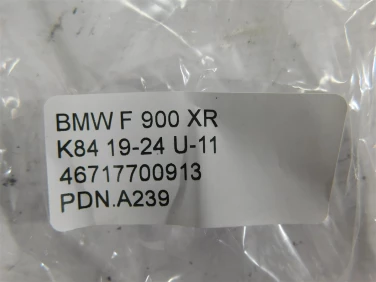 BMW F 900 XR
K84 19-24 U-11
46717700913
PDN.A239